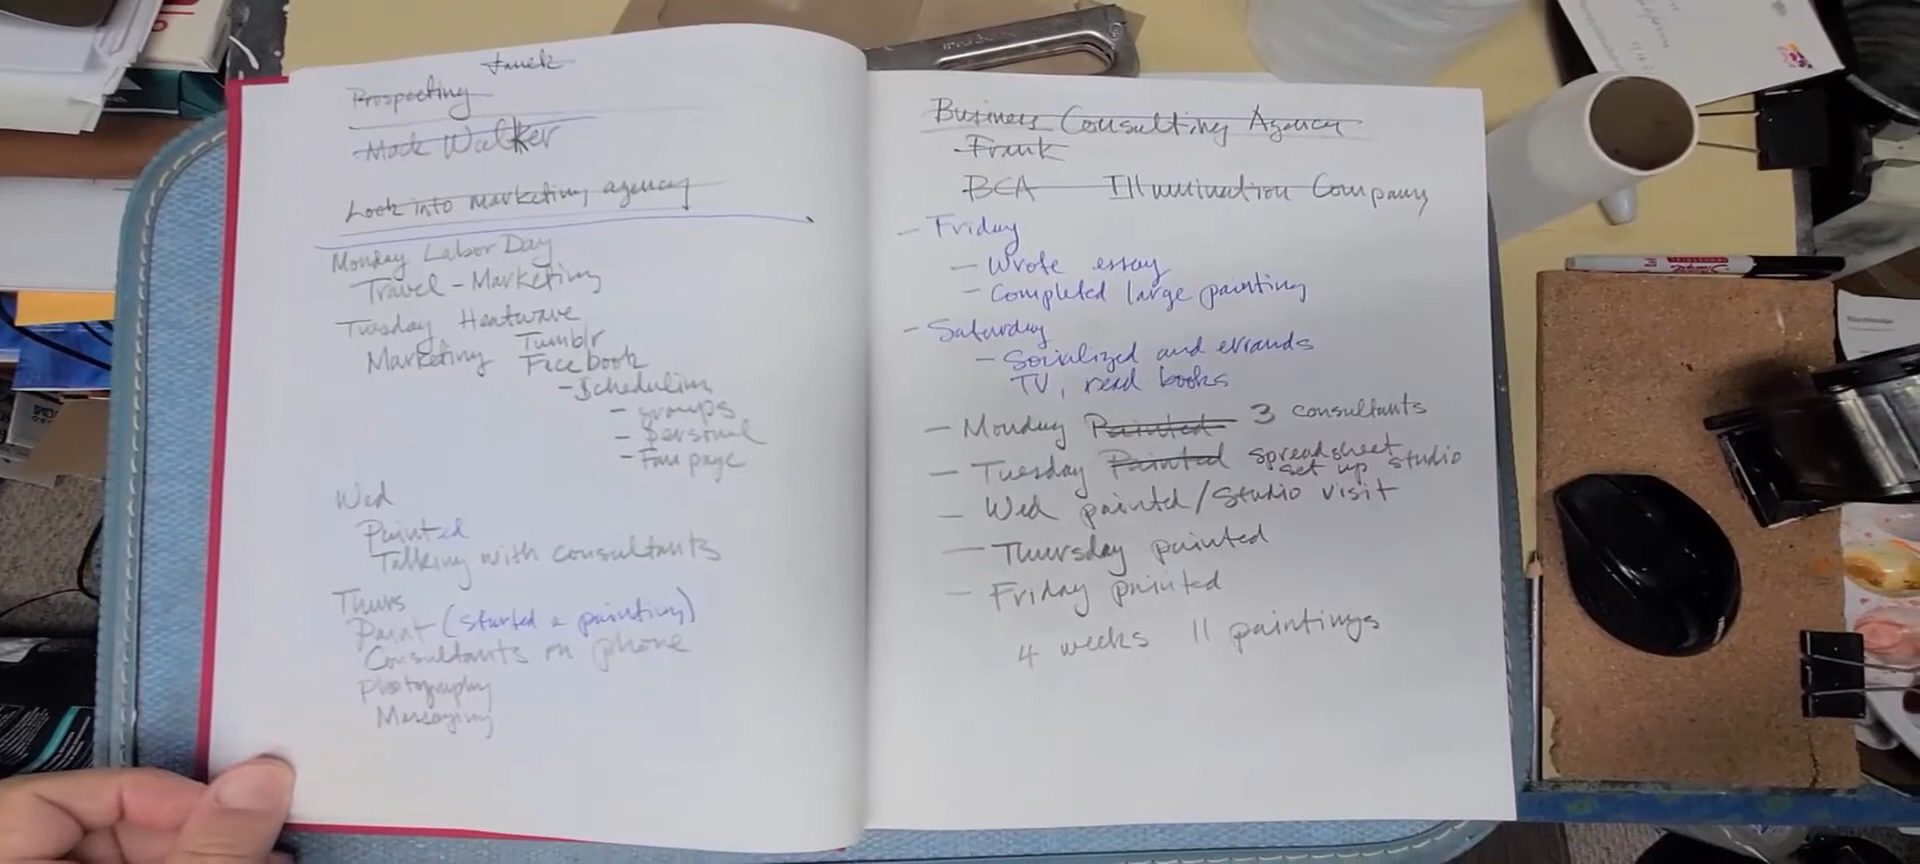 Prospecting
Mack Walker
Look into marketing agency
Monday Labor Day
Travel - Marketing
Tuesday Heatwave
Marketing Tumblr
Facebook
- Scheduling
- groups
- personal
- Fan page
Wed
Painted
Talking with consultants
Thurs
Paint (started a painting)
Consultants on phone
Photography
Messaging
Business Consulting Agency
Frank
BCA Illumination Company
- Friday
- Wrote essay
- Completed large painting
- Saturday
- Socialized and errands
TV, read books
- Monday Painted 3 consultants
- Tuesday Painted spreadsheet
set up studio
- Wed painted/studio visit
- Thursday painted
- Friday painted
4 weeks 11 paintings